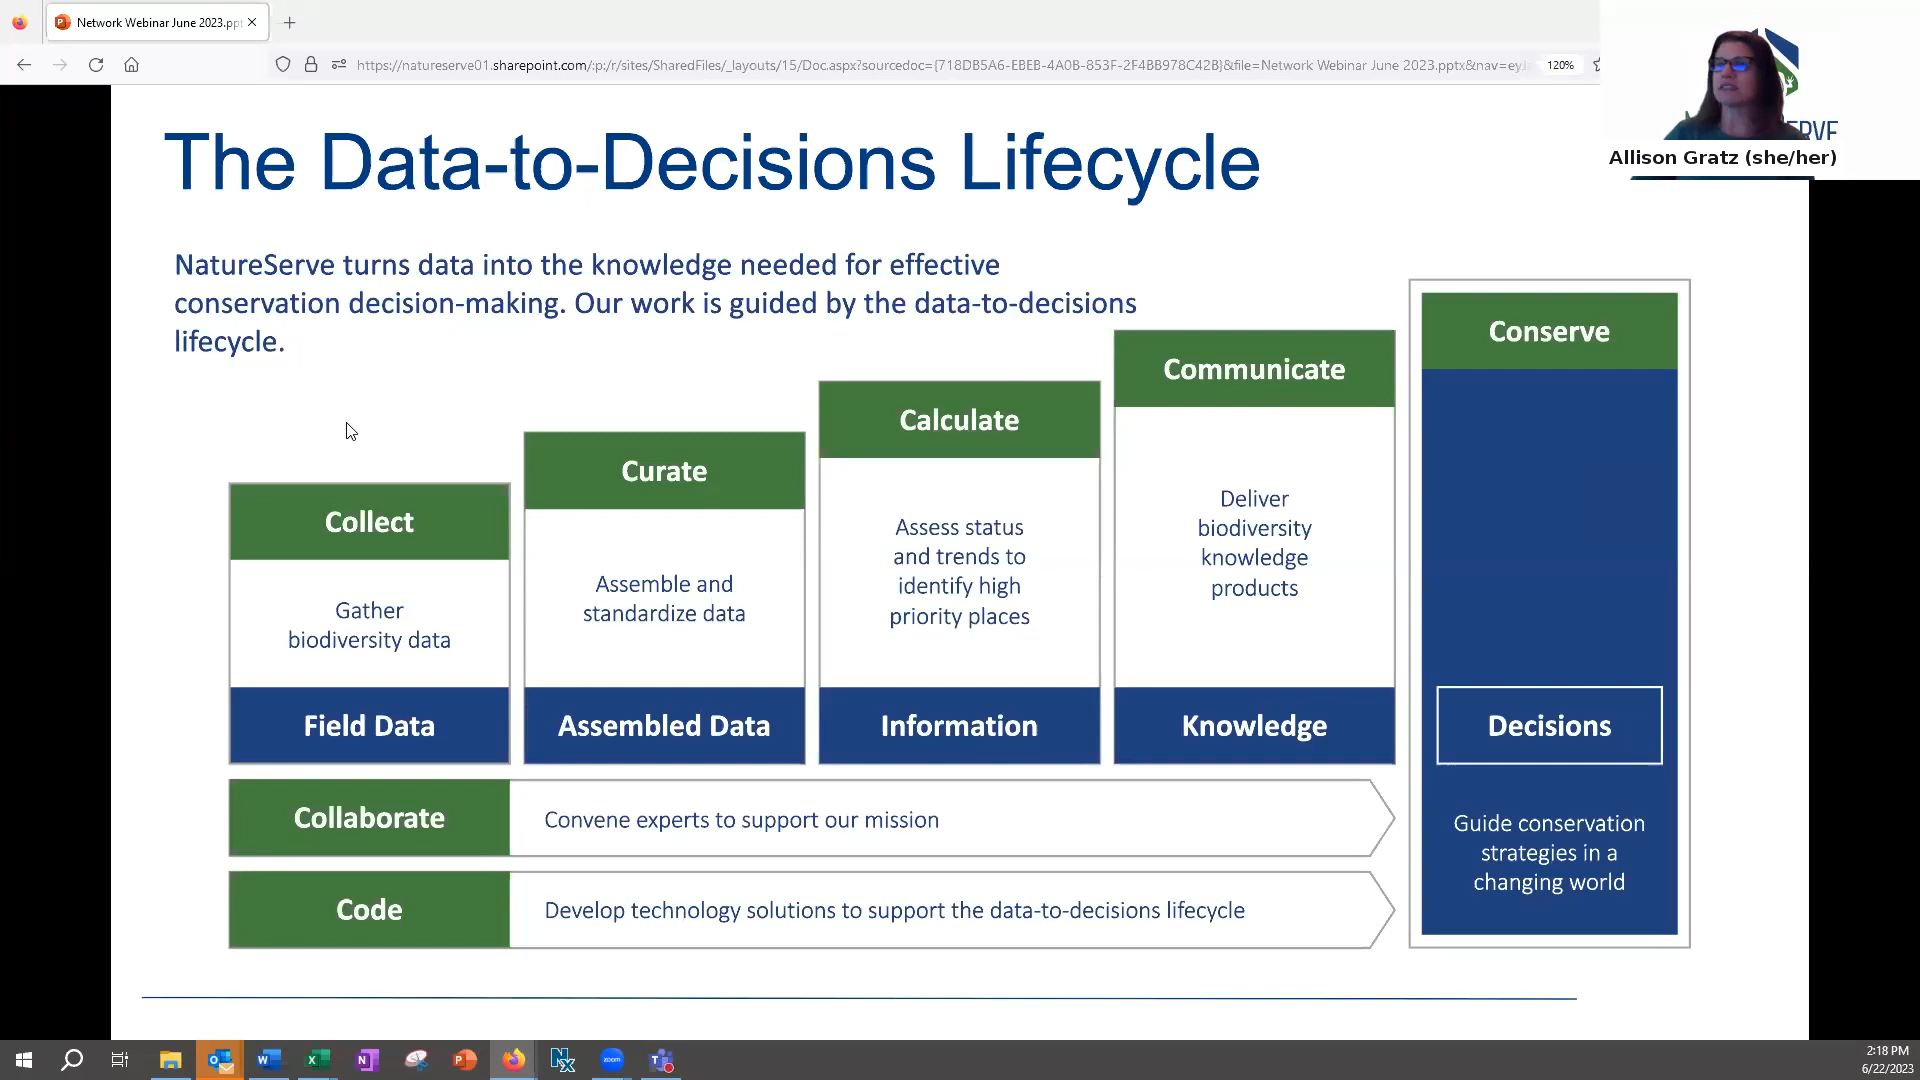 Network Webinar June 2023.ppt
https://natureserve01.sharepoint.com/:p:/r/sites/SharedFiles/_layouts/15/Doc.aspx?sourcedoc={718DB5A6-EBEB-4A0B-853F-2F4BB978C42B}&file=Network Webinar June 2023.pptx&nav=eyJ
120%
ERVE
Allison Gratz (she/her)
The Data-to-Decisions Lifecycle
NatureServe turns data into the knowledge needed for effective
conservation decision-making. Our work is guided by the data-to-decisions
lifecycle.
Collect
Gather
biodiversity data
Field Data
Curate
Assemble and
standardize data
Assembled Data
Calculate
Assess status
and trends to
identify high
priority places
Information
Communicate
Deliver
biodiversity
knowledge
products
Knowledge
Conserve
Decisions
Guide conservation
strategies in a
changing world
Collaborate
Convene experts to support our mission
Code
Develop technology solutions to support the data-to-decisions lifecycle
2:18 PM
6/22/2023